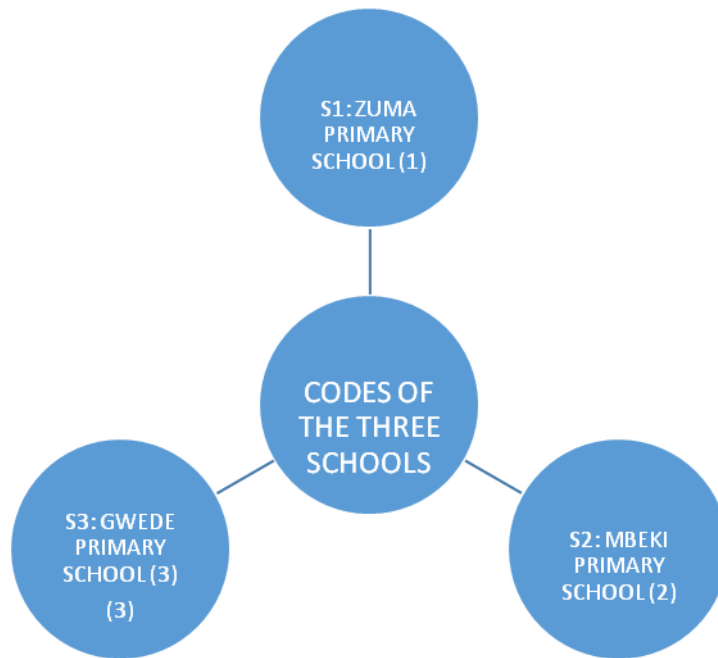 S1: ZUMA
PRIMARY
SCHOOL (1)
CODES OF
THE THREE
SCHOOLS
S3: GWEDE
PRIMARY
SCHOOL (3)
(3)
S2: MBEKI
PRIMARY
SCHOOL (2)